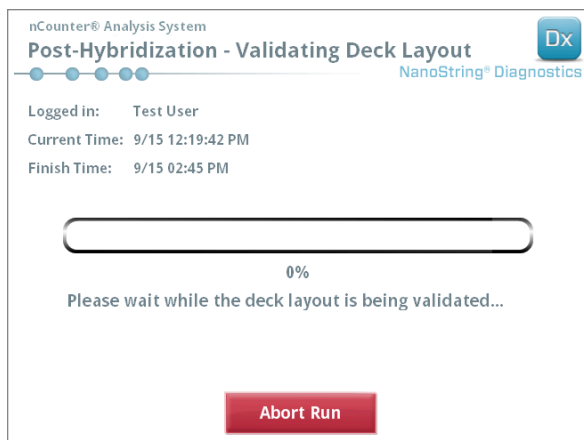 nCounter® Analysis System
Post-Hybridization - Validating Deck Layout
Dx
NanoString® Diagnostics
Logged in: Test User
Current Time: 9/15 12:19:42 PM
Finish Time: 9/15 02:45 PM
0%
Please wait while the deck layout is being validated...
Abort Run